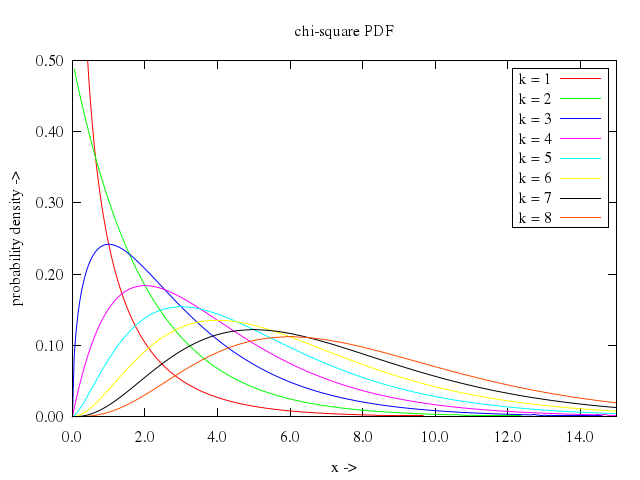 chi-square PDF
0.50
0.40
0.30
0.20
0.10
0.00
probability density ->
0.0 2.0 4.0 6.0 8.0 10.0 12.0 14.0
x ->
k = 1
k = 2
k = 3
k = 4
k = 5
k = 6
k = 7
k = 8